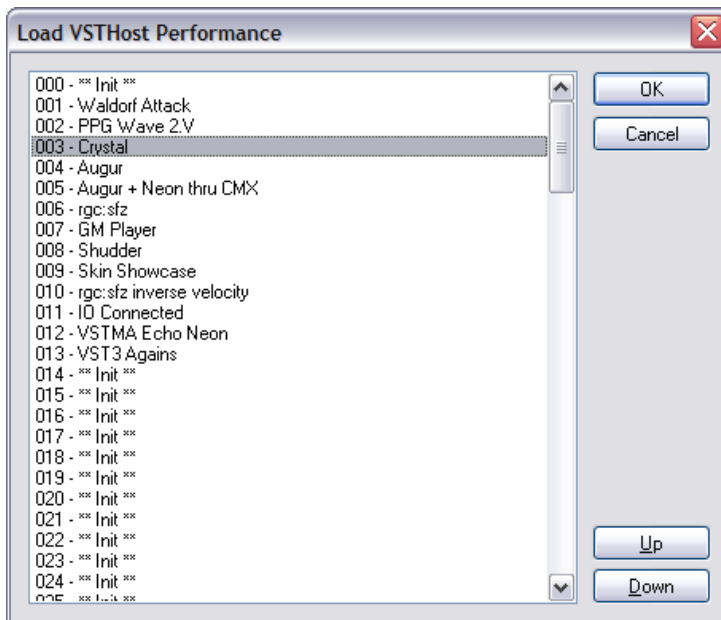 Load VSTHost Performance
000 - ** Init **
001 - Waldorf Attack
002 - PPG Wave 2.V
003 - Crystal
004 - Augur
005 - Augur + Neon thru CMX
006 - rgc:sfz
007 - GM Player
008 - Shudder
009 - Skin Showcase
010 - rgc:sfz inverse velocity
011 - IO Connected
012 - VSTMA Echo Neon
013 - VST3 Agains
014 - ** Init **
015 - ** Init **
016 - ** Init **
017 - ** Init **
018 - ** Init **
019 - ** Init **
020 - ** Init **
021 - ** Init **
022 - ** Init **
023 - ** Init **
024 - ** Init **
025 - ** Init **
OK
Cancel
Up
Down